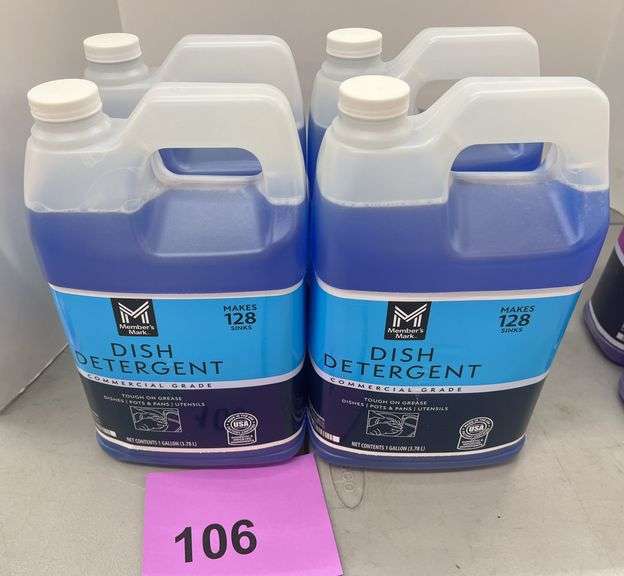 Member's
Mark
MAKES
128
SINKS
DISH
DETERGENT
COMMERCIAL GRADE
TOUGH ON GREASE
DISHES | POTS & PANS | UTENSILS
USA
NET CONTENTS 1 GALLON (3.78 L)
Member's
Mark
MAKES
128
SINKS
DISH
DETERGENT
COMMERCIAL GRADE
TOUGH ON GREASE
DISHES | POTS & PANS | UTENSILS
USA
NET CONTENTS 1 GALLON (3.78 L)
106